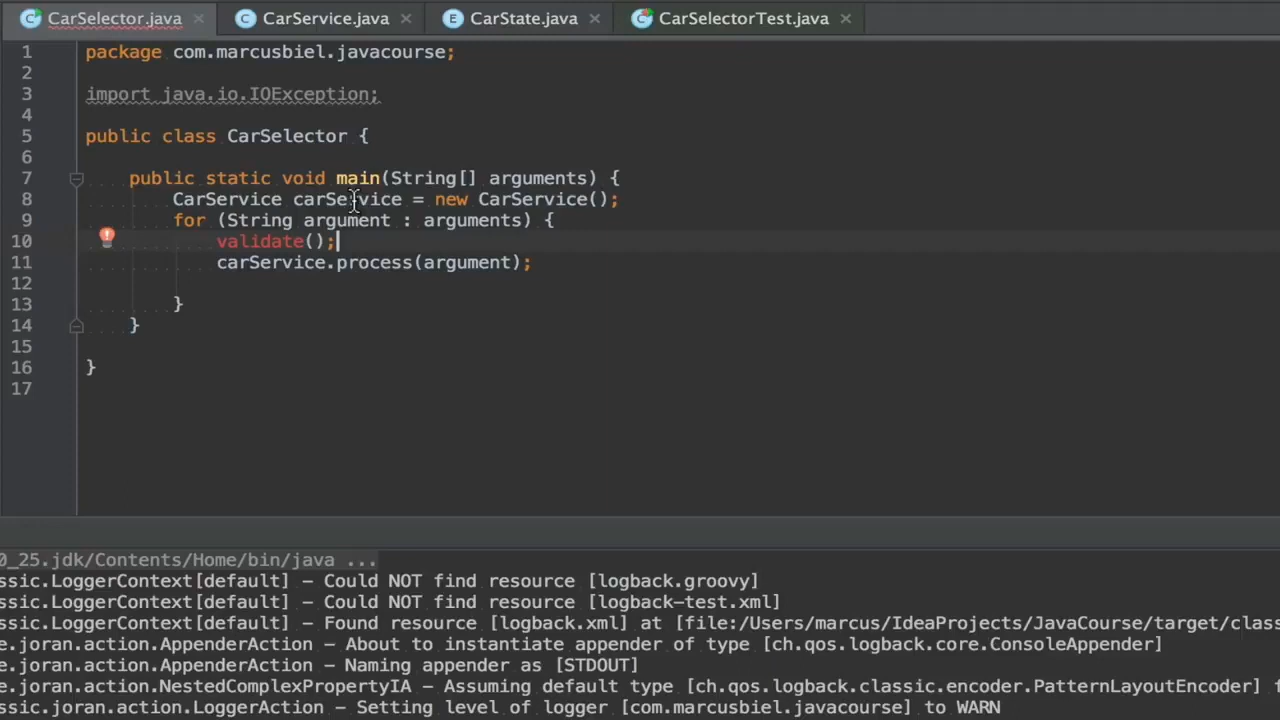 CarSelector.java CarService.java CarState.java CarSelectorTest.java
1 package com.marcusbiel.javacourse;
2
3 import java.io.IOException;
4
5 public class CarSelector {
6
7 public static void main(String[] arguments) {
8 CarService carService = new CarService();
9 for (String argument : arguments) {
10 validate();
11 carService.process(argument);
12
13 }
14 }
15
16 }
17
0_25.jdk/Contents/Home/bin/java ...
assic.LoggerContext[default] - Could NOT find resource [logback.groovy]
assic.LoggerContext[default] - Could NOT find resource [logback-test.xml]
assic.LoggerContext[default] - Found resource [logback.xml] at [file:/Users/marcus/IdeaProjects/JavaCourse/target/class
e.joran.action.AppenderAction - About to instantiate appender of type [ch.qos.logback.core.ConsoleAppender]
e.joran.action.AppenderAction - Naming appender as [STDOUT]
e.joran.action.NestedComplexPropertyIA - Assuming default type [ch.qos.logback.classic.encoder.PatternLayoutEncoder] f
ssic.joran.action.LoggerAction - Setting level of logger [com.marcusbiel.javacourse] to WARN